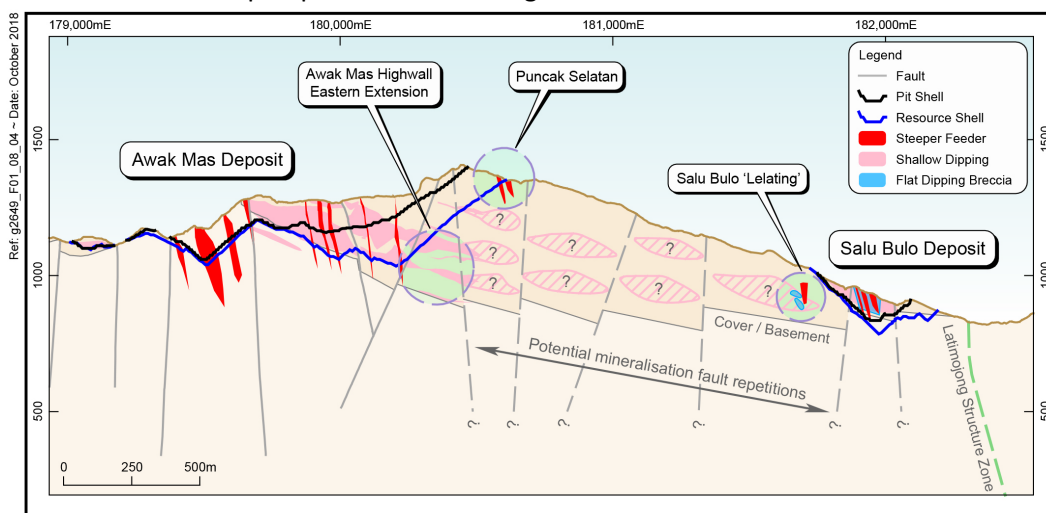 179,000mE
180,000mE
181,000mE
182,000mE
Ref: g2649_F01_08_04 ~ Date: October 2018
Legend
Fault
Pit Shell
Resource Shell
Steeper Feeder
Shallow Dipping
Flat Dipping Breccia
Awak Mas Highwall
Eastern Extension
Puncak Selatan
1500
1500
Awak Mas Deposit
Salu Bulo 'Lelating'
Salu Bulo Deposit
?
?
?
?
?
?
?
?
1000
1000
Cover / Basement
Potential mineralisation fault repetitions
Latimojong Structure Zone
500
500
?
?
?
?
?
?
0
250
500m